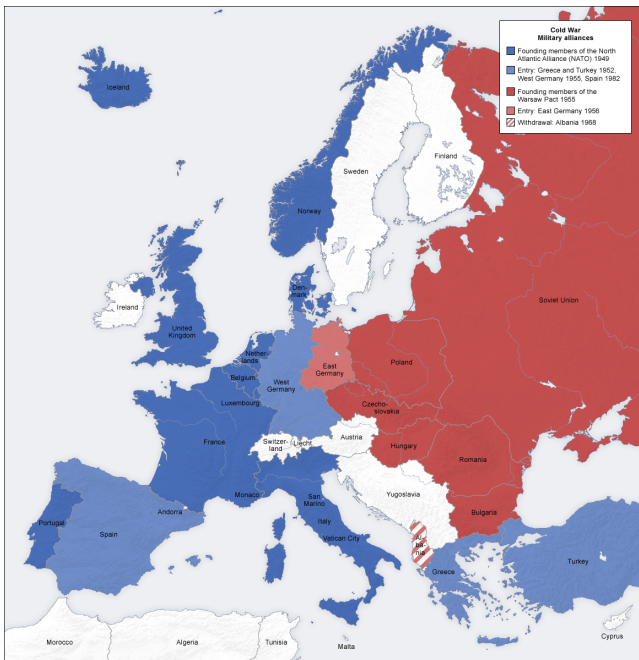 Cold War
Military alliances
Founding members of the North
Atlantic Alliance (NATO) 1949
Entry: Greece and Turkey 1952,
West Germany 1955, Spain 1982
Founding members of the
Warsaw Pact 1955
Entry: East Germany 1956
Withdrawal: Albania 1968
Iceland
Finland
Sweden
Norway
Soviet Union
Den-
mark
Ireland
United
Kingdom
Nether-
lands
East
Germany
Poland
Belgium
West
Germany
Luxembourg
Czecho-
slovakia
France
Switzer-
land
Liecht.
Austria
Hungary
Romania
Yugoslavia
Monaco
San
Marino
Andorra
Bulgaria
Portugal
Spain
Italy
Vatican City
Al-
ba-
nia
Greece
Turkey
Morocco
Algeria
Tunisia
Malta
Cyprus